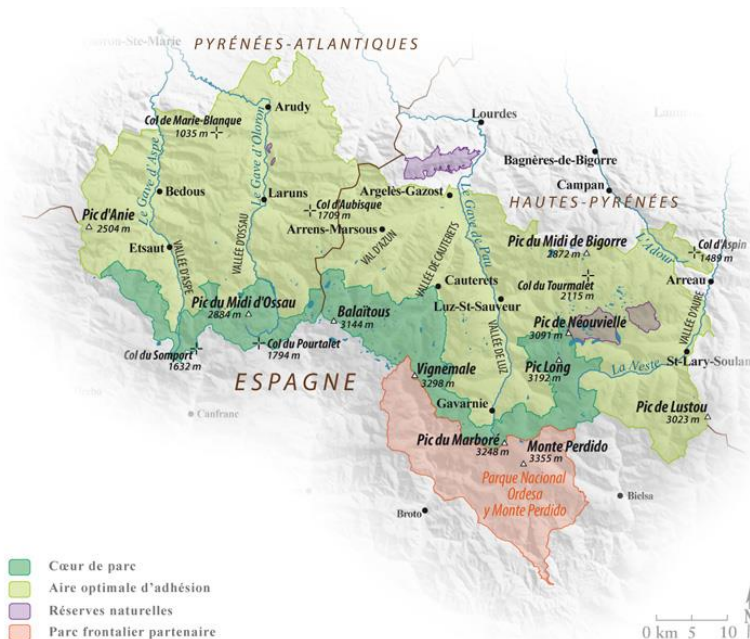 PYRÉNÉES-ATLANTIQUES
Arudy
Lourdes
Col de Marie-Blanque
1035 m
Le Gave d'Aspe
Le Gave d'Oloron
Bagnères-de-Bigorre
Campan
Bedous
Laruns
Argelès-Gazost
Le Gave de Pau
HAUTES-PYRÉNÉES
Col d'Aubisque
1709 m
Pic d'Anie
2504 m
Arrens-Marsous
VAL D'AZUN
Etsaut
VALLÉE D'ASPE
VALLÉE D'OSSAU
VALLÉE DE CAUTERETS
Pic du Midi de Bigorre
2872 m
L'Adour
Col d'Aspin
1489 m
Cauterets
Col du Tourmalet
2115 m
Arreau
Pic du Midi d'Ossau
2884 m
Balaïtous
3144 m
Luz-St-Sauveur
VALLÉE DE LUZ
Pic de Néouvielle
3091 m
VALLÉE D'AURE
Col du Somport
1632 m
Col du Pourtalet
1794 m
Vignemale
3298 m
Pic Long
3192 m
La Neste
St-Lary-Soulan
ESPAGNE
Gavarnie
Pic de Lustou
3023 m
Canfranc
Pic du Marboré
3248 m
Monte Perdido
3355 m
Parque Nacional
Ordesa
y Monte Perdido
Broto
Bielsa
Cœur de parc
Aire optimale d'adhésion
Réserves naturelles
Parc frontalier partenaire
0 km 5 10